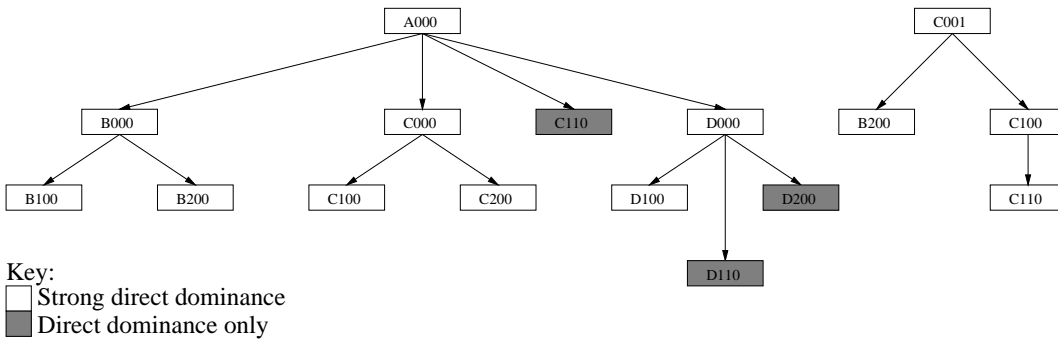 A000
C001
B000
C000
C110
D000
B200
C100
B100
B200
C100
C200
D100
D200
C110
D110
Key:
Strong direct dominance
Direct dominance only